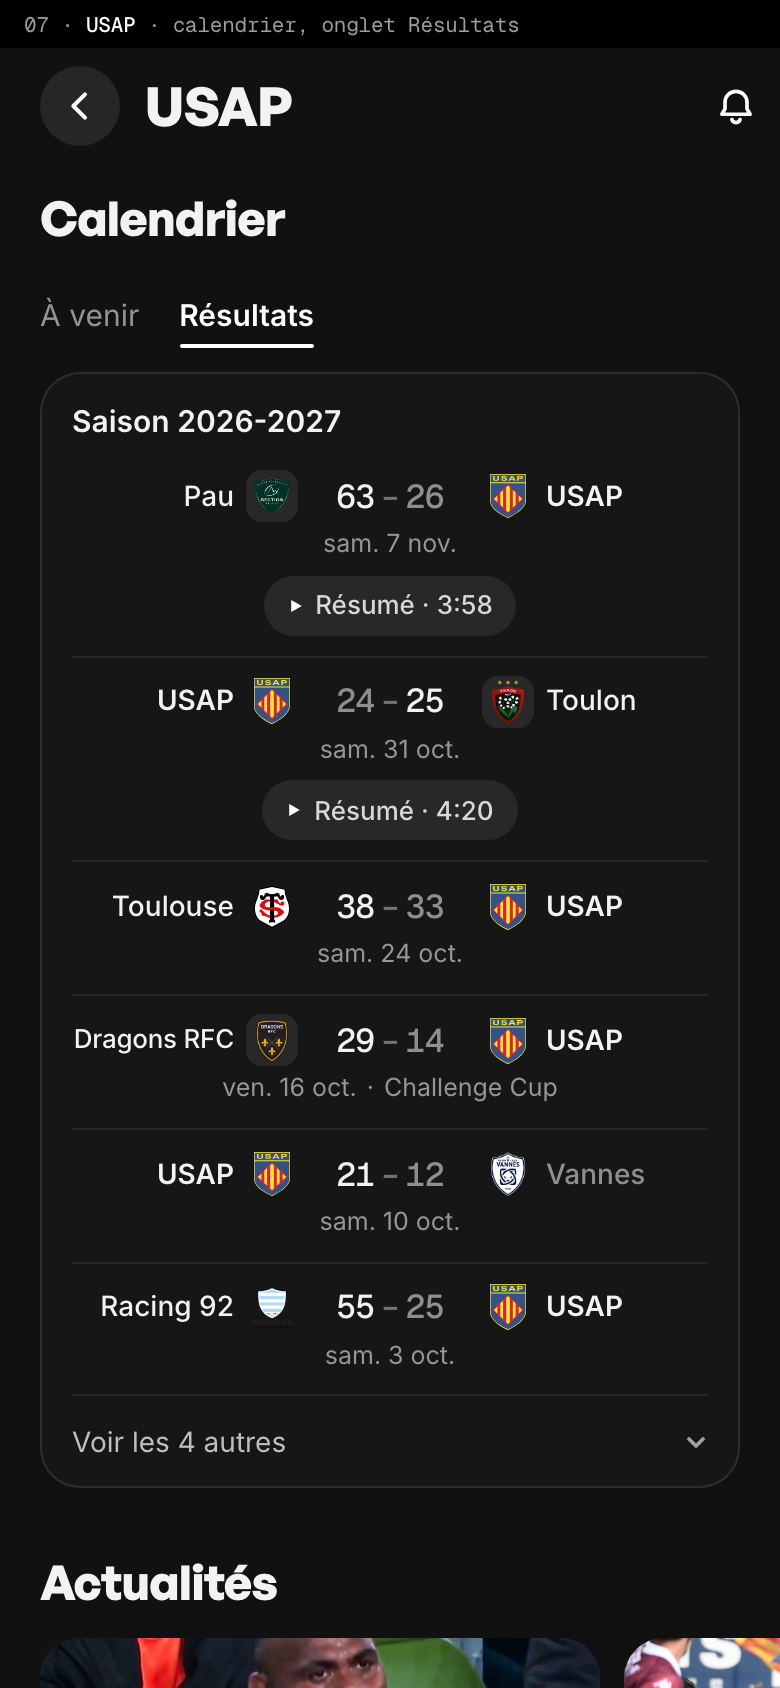 07 · USAP · calendrier, onglet Résultats
USAP
Calendrier
À venir Résultats
Saison 2026-2027
Pau 63 – 26 USAP
sam. 7 nov.
Résumé · 3:58
USAP 24 – 25 Toulon
sam. 31 oct.
Résumé · 4:20
Toulouse 38 – 33 USAP
sam. 24 oct.
Dragons RFC 29 – 14 USAP
ven. 16 oct. · Challenge Cup
USAP 21 – 12 Vannes
sam. 10 oct.
Racing 92 55 – 25 USAP
sam. 3 oct.
Voir les 4 autres
Actualités